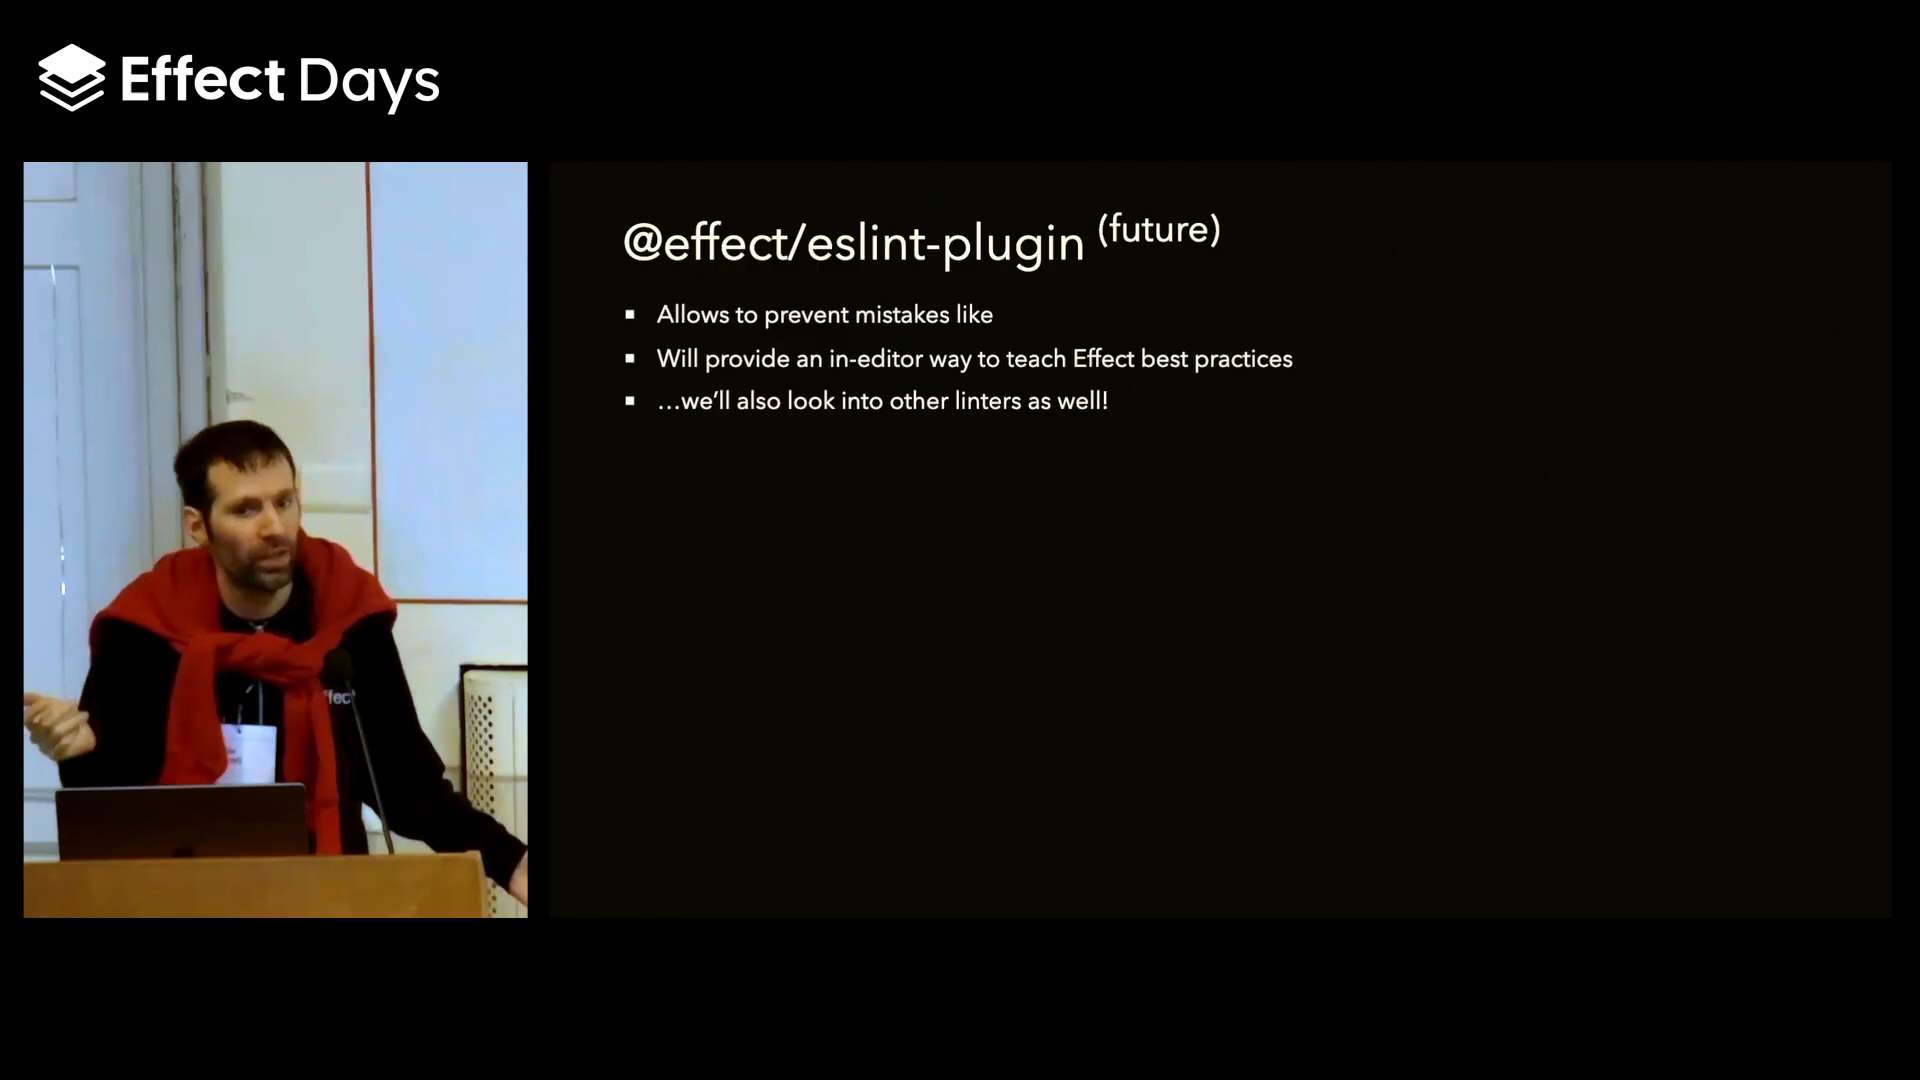 Effect Days
@effect/eslint-plugin (future)
▪ Allows to prevent mistakes like
▪ Will provide an in-editor way to teach Effect best practices
▪ …we’ll also look into other linters as well!
ffect